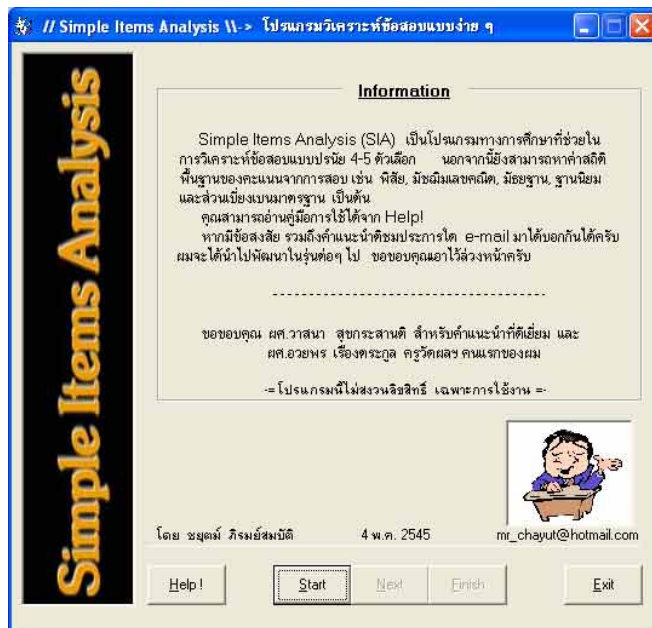 // Simple Items Analysis \\-> โปรแกรมวิเคราะห์ข้อสอบแบบง่าย ๆ
Simple Items Analysis
Information
Simple Items Analysis (SIA) เป็นโปรแกรมทางการศึกษาที่ช่วยใน
การวิเคราะห์ข้อสอบแบบปรนัย 4-5 ตัวเลือก นอกจากนี้ยังสามารถหาค่าสถิติ
พื้นฐานของคะแนนจากการสอบ เช่น พิสัย, มัชฌิมเลขคณิต, มัธยฐาน, ฐานนิยม
และส่วนเบี่ยงเบนมาตรฐาน เป็นต้น
คุณสามารถอ่านคู่มือการใช้ได้จาก Help!
หากมีข้อสงสัย รวมถึงคำแนะนำติชมประการใด e-mail มาได้บอกกันได้ครับ
ผมจะได้นำไปพัฒนาในรุ่นต่อๆ ไป ขอขอบคุณเอาไว้ล่วงหน้าครับ
------------------------------------
ขอขอบคุณ ผศ.วาสนา สุขกระสานติ สำหรับคำแนะนำที่ดีเยี่ยม และ
ผศ.อวยพร เรืองตระกูล ครูวัดผลฯ คนแรกของผม
-= โปรแกรมนี้ไม่สงวนลิขสิทธิ์ เฉพาะการใช้งาน =-
โดย ชยุตม์ ภิรมย์สมบัติ 4 พ.ค. 2545 mr_chayut@hotmail.com
Help ! Start Next Finish Exit